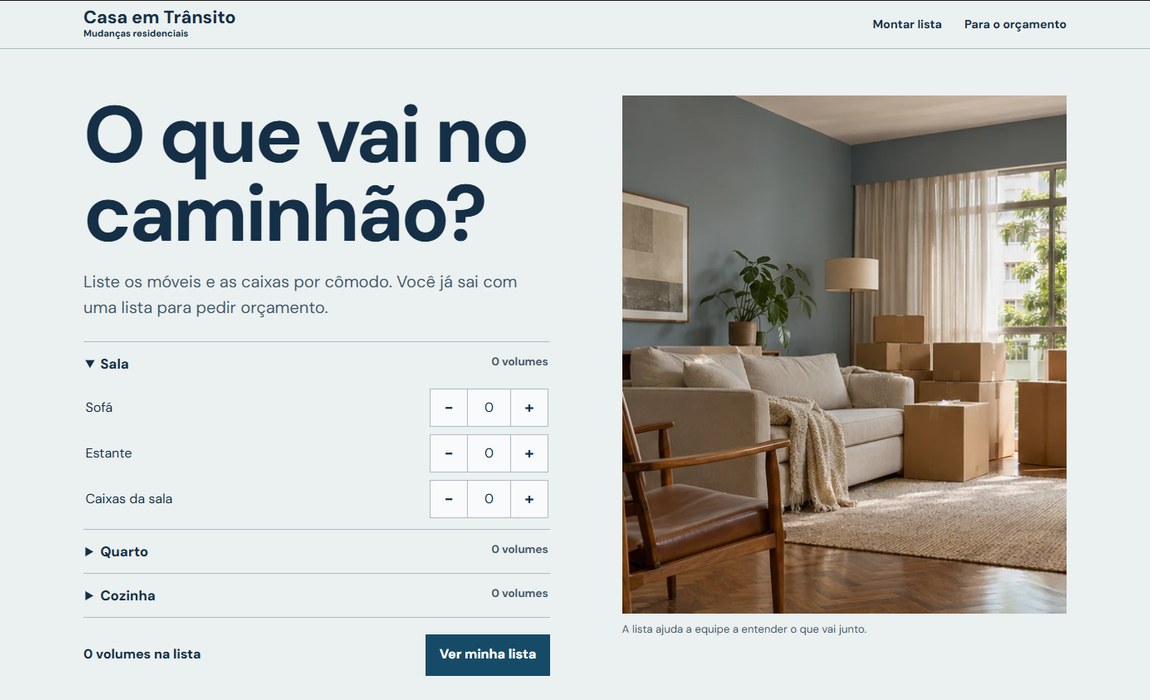 Casa em Trânsito
Mudanças residenciais
Montar lista
Para o orçamento
O que vai no
caminhão?
Liste os móveis e as caixas por cômodo. Você já sai com
uma lista para pedir orçamento.
▼ Sala 0 volumes
Sofá - 0 +
Estante - 0 +
Caixas da sala - 0 +
▶ Quarto 0 volumes
▶ Cozinha 0 volumes
0 volumes na lista
Ver minha lista
A lista ajuda a equipe a entender o que vai junto.